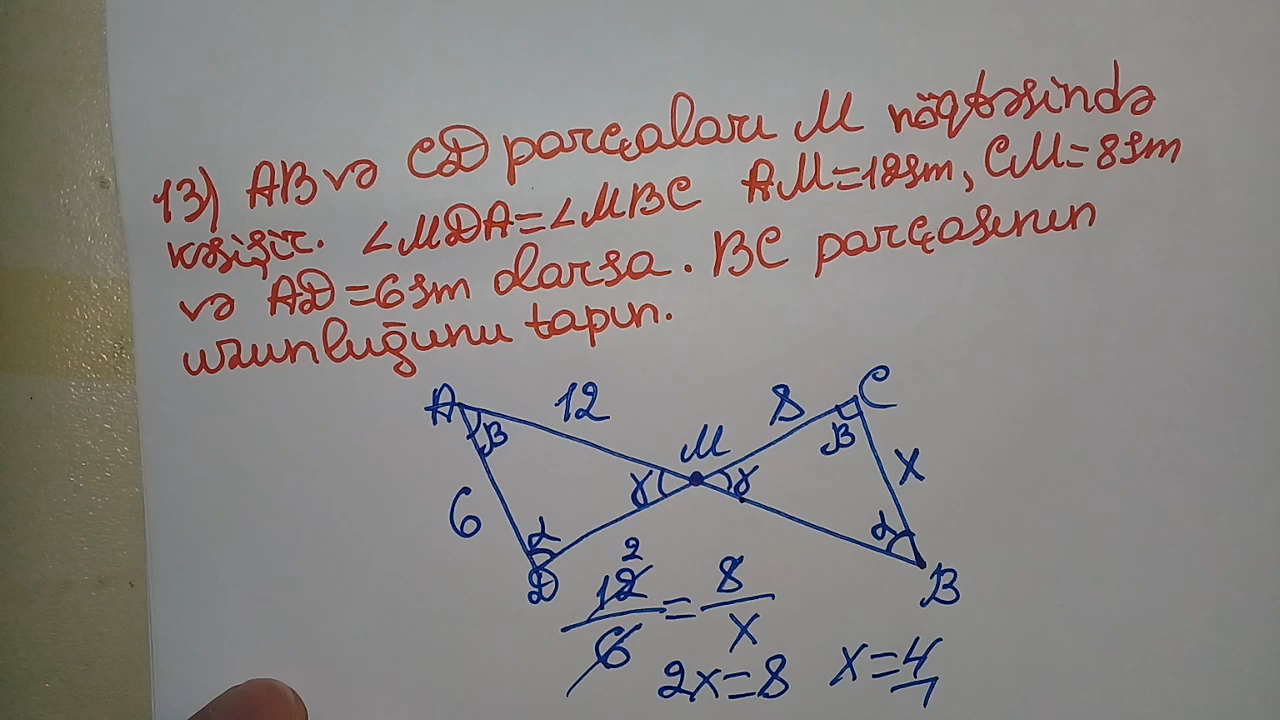 13) AB və CD parçaları M nöqtəsində
kəsişir. ∠MDA=∠MBC AM=12sm, CM=8sm
və AD=6sm olarsa. BC parçasının
uzunluğunu tapın.
A 12 8 C
β M β
γ γ x
6
α α
D B
2
12/6 = 8/x
2x=8 x=4